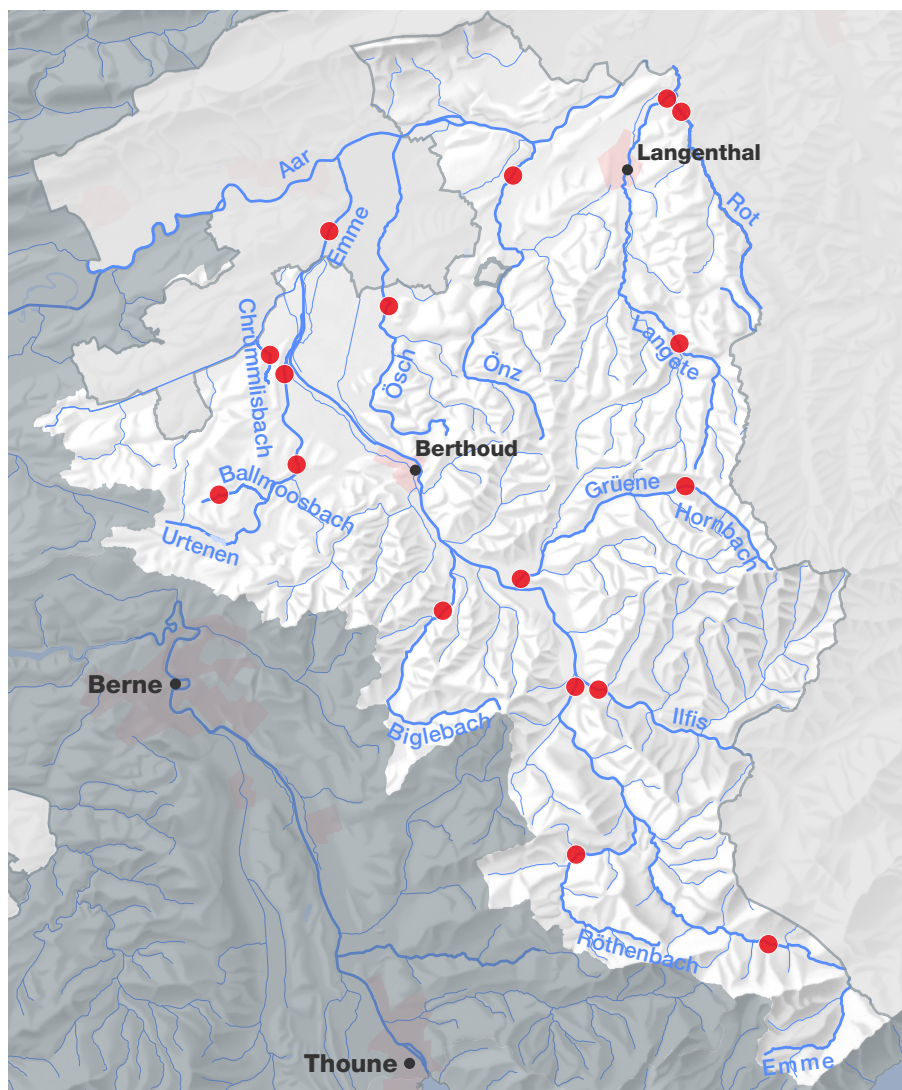 Langenthal
Aar
Rot
Emme
Chrümmlisbach
Langete
Önz
Ösch
Berthoud
Ballmoosbach
Grüene
Hornbach
Urtenen
Berne
Ilfis
Biglebach
Röthenbach
Thoune
Emme